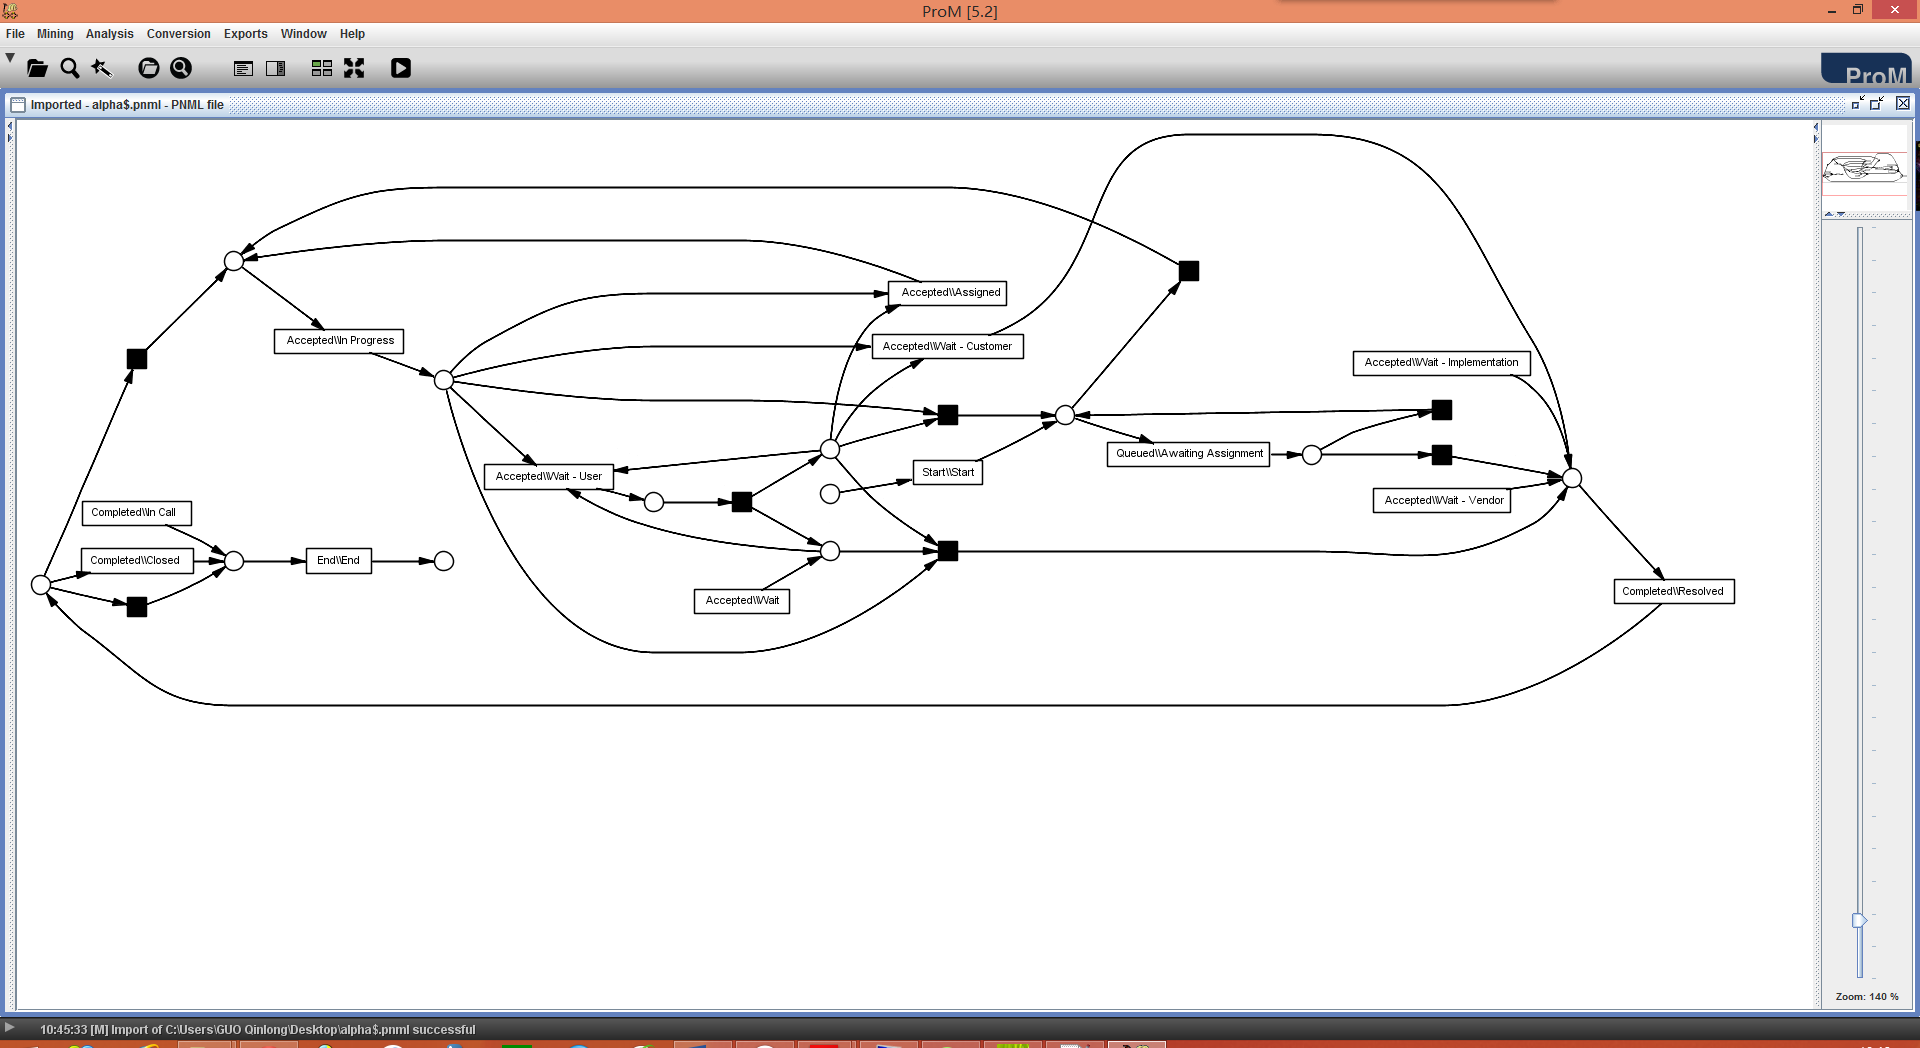 ProM [5.2]
File Mining Analysis Conversion Exports Window Help
ProM
Imported - alpha$.pnml - PNML file
Accepted\\Assigned
Accepted\\In Progress
Accepted\\Wait - Customer
Accepted\\Wait - Implementation
Queued\\Awaiting Assignment
Start\\Start
Accepted\\Wait - User
Accepted\\Wait - Vendor
Completed\\In Call
Completed\\Closed
End\\End
Accepted\\Wait
Completed\\Resolved
Zoom: 140 %
10:45:33 [M] Import of C:\Users\GUO Qinlong\Desktop\alpha$.pnml successful